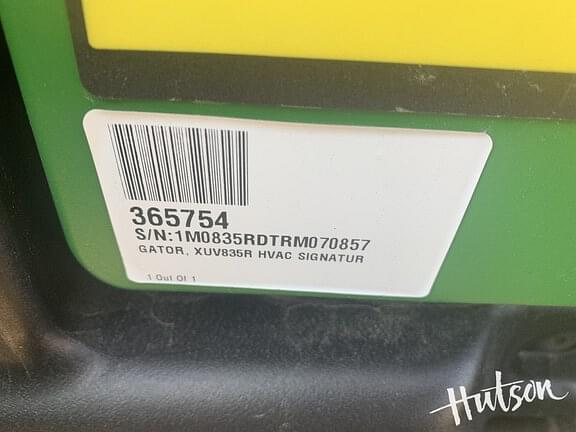 365754
S/N:1M0835RDTRM070857
GATOR, XUV835R HVAC SIGNATUR
1 Out Of 1
Hutson